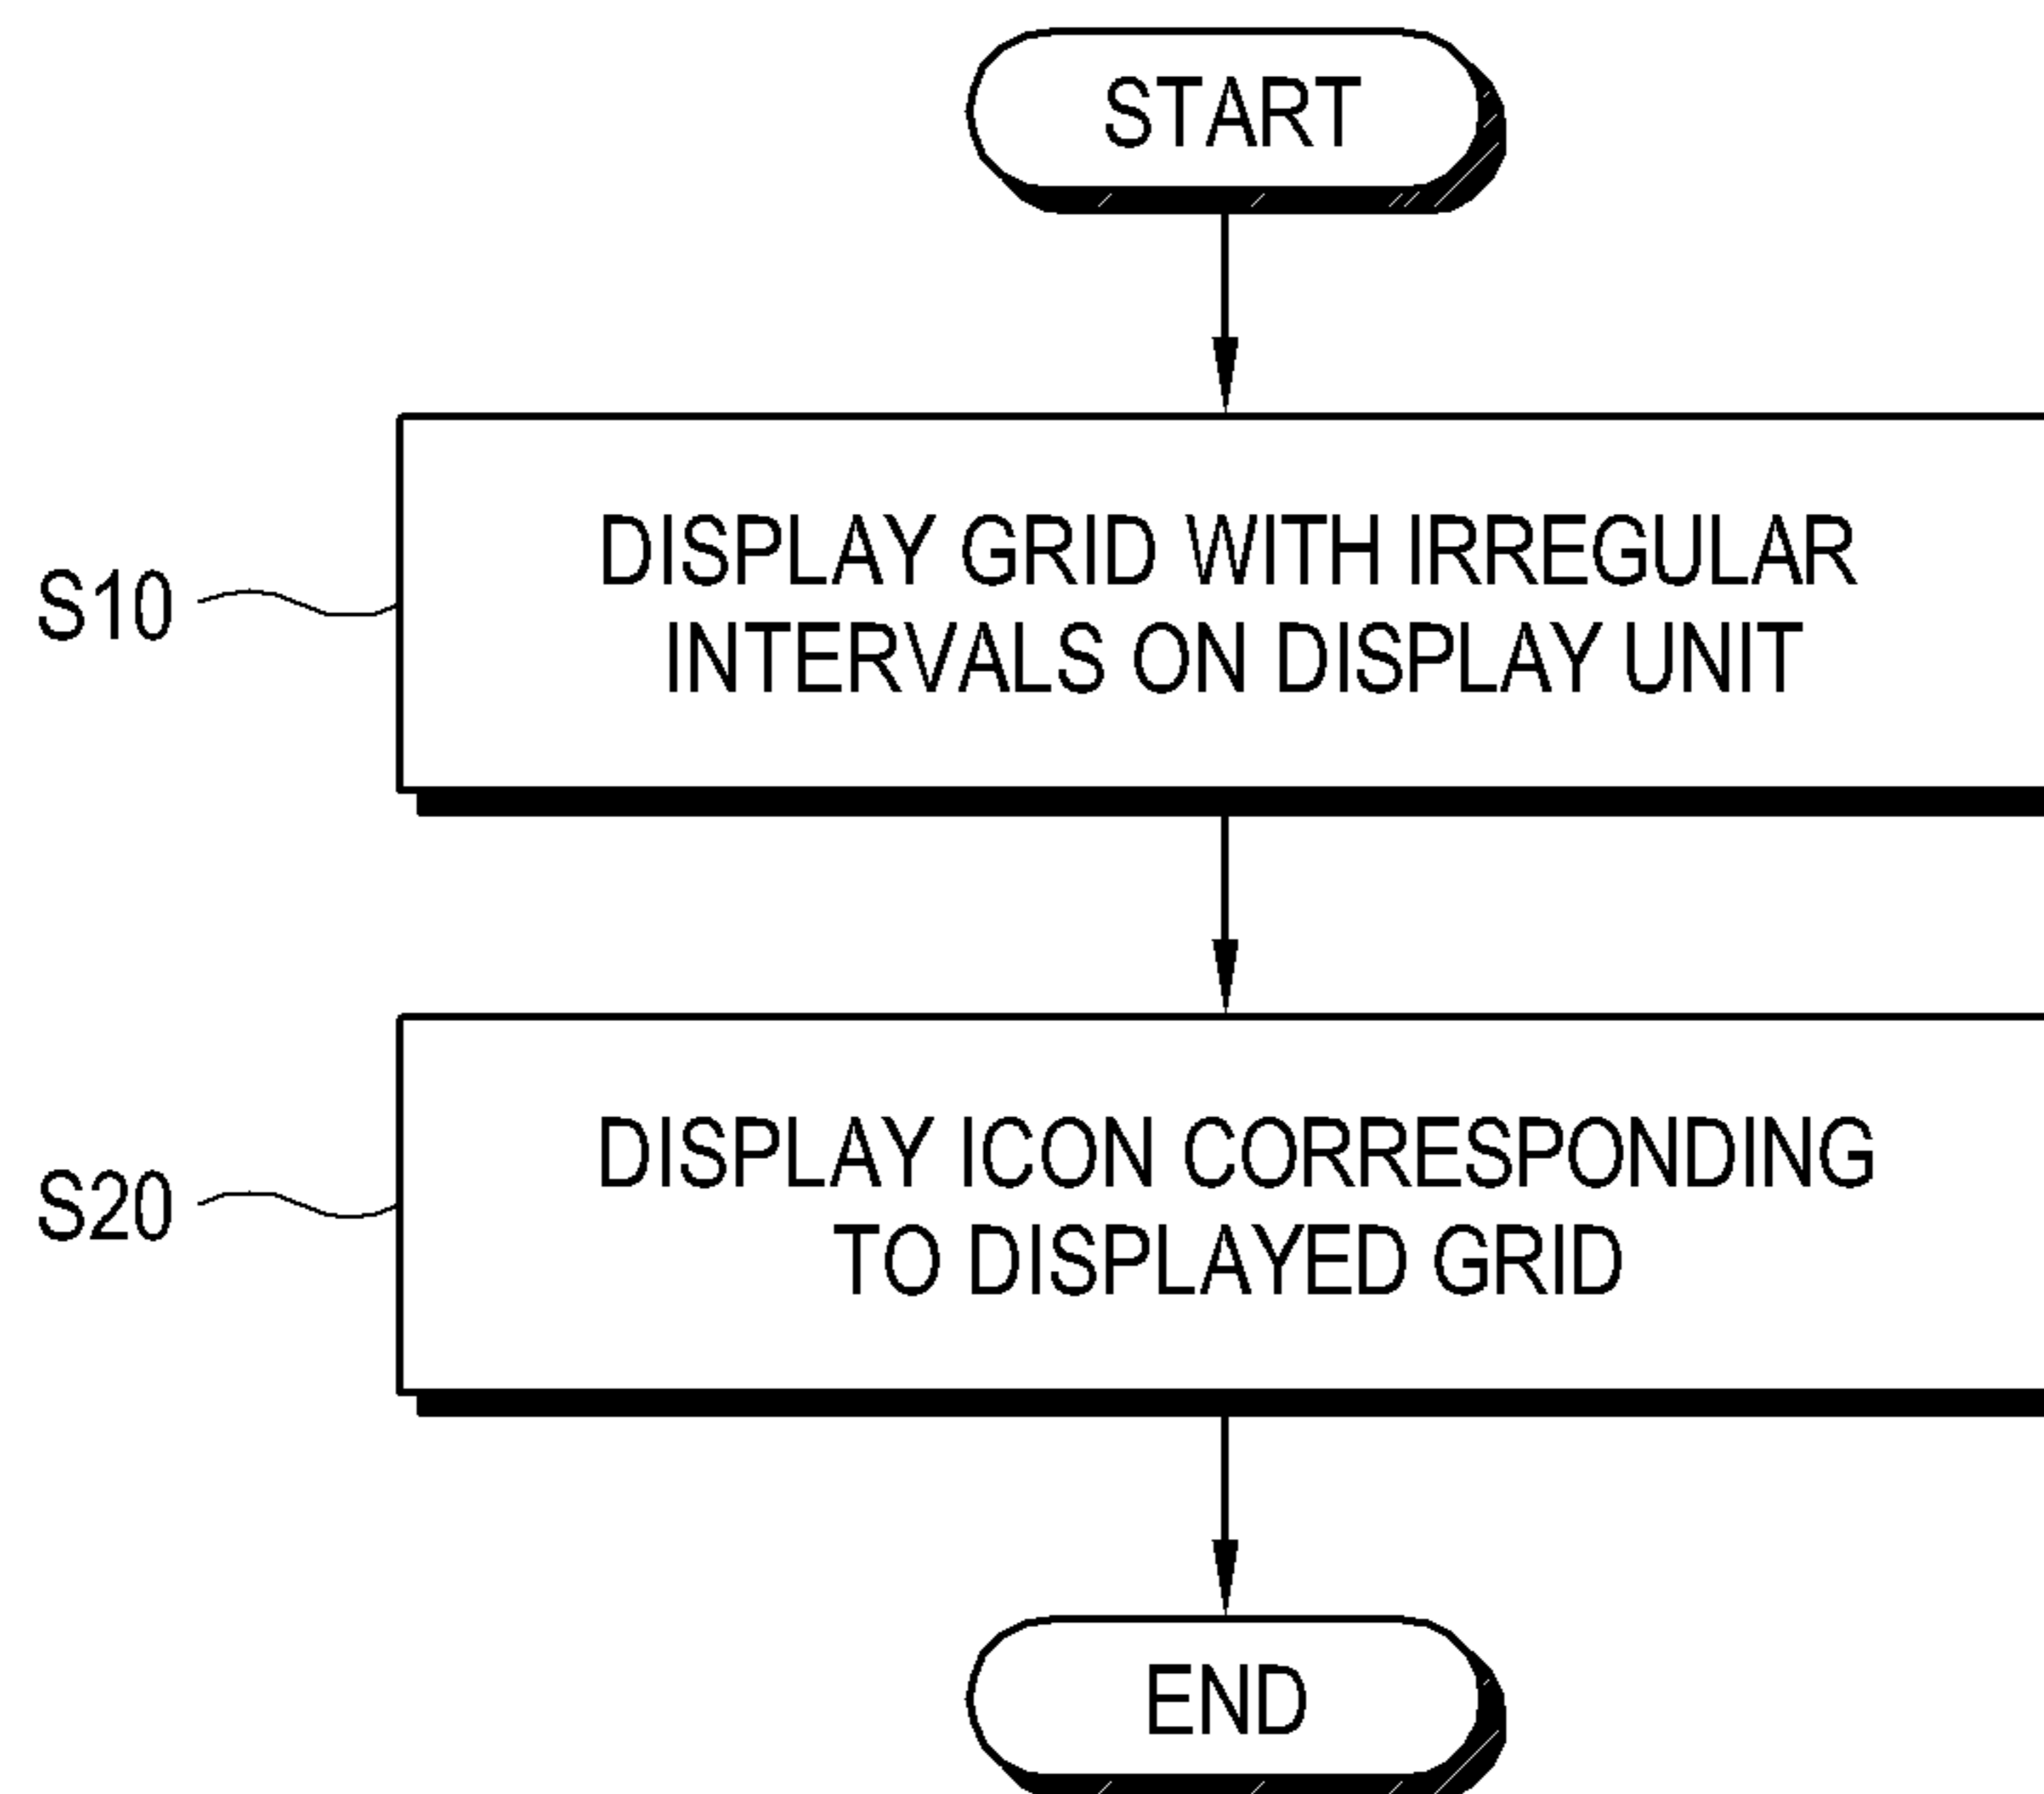 START
S10
DISPLAY GRID WITH IRREGULAR
INTERVALS ON DISPLAY UNIT
S20
DISPLAY ICON CORRESPONDING
TO DISPLAYED GRID
END